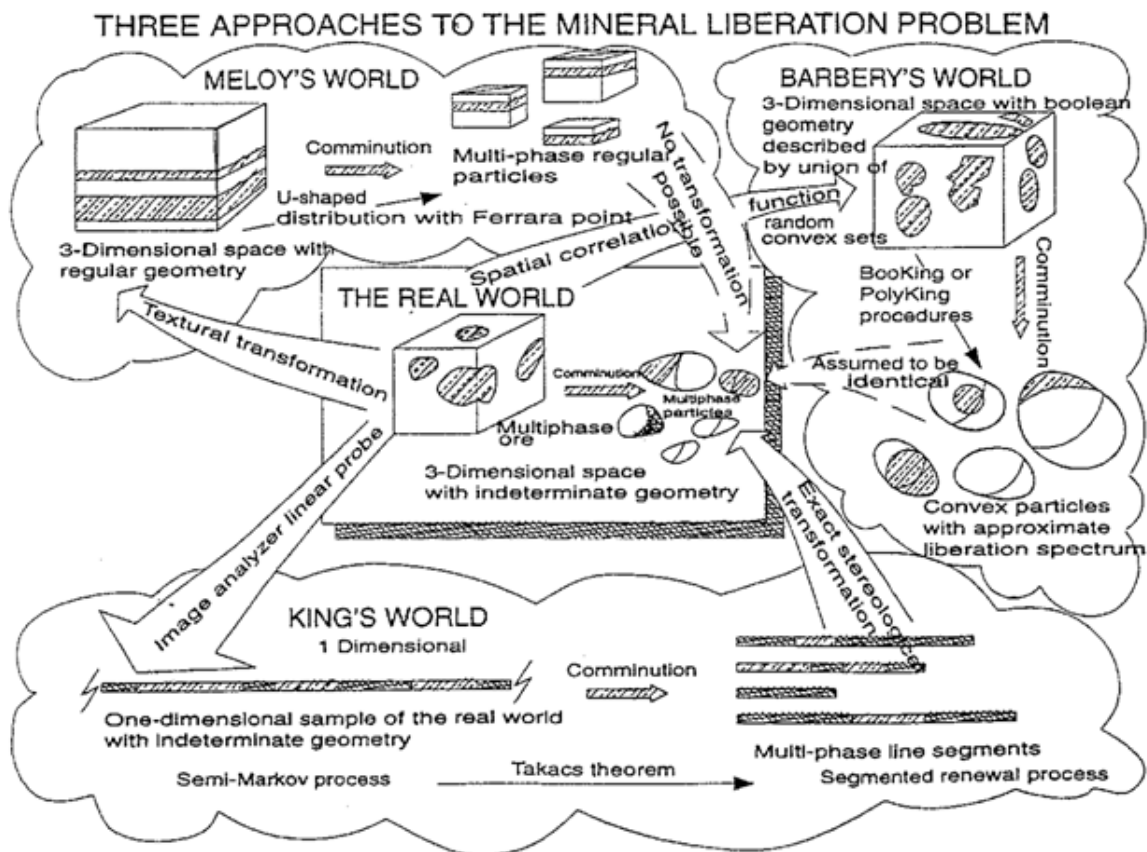 THREE APPROACHES TO THE MINERAL LIBERATION PROBLEM
MELOY'S WORLD
Comminution
Multi-phase regular
particles
U-shaped
distribution with Ferrara point
3-Dimensional space with
regular geometry
No transformation
possible
BARBERY'S WORLD
3-Dimensional space with boolean
geometry
described
by union of
random
convex sets
Spatial correlation
function
Comminution
BooKing or
PolyKing
procedures
Assumed to be
identical
Convex particles
with approximate
liberation spectrum
THE REAL WORLD
Textural transformation
Comminution
Multiphase
particles
Multiphase
ore
3-Dimensional space
with indeterminate geometry
Image analyzer linear probe
Exact stereological
transformation
KING'S WORLD
1 Dimensional
Comminution
One-dimensional sample of the real world
with indeterminate geometry
Multi-phase line segments
Semi-Markov process
Takacs theorem
Segmented renewal process